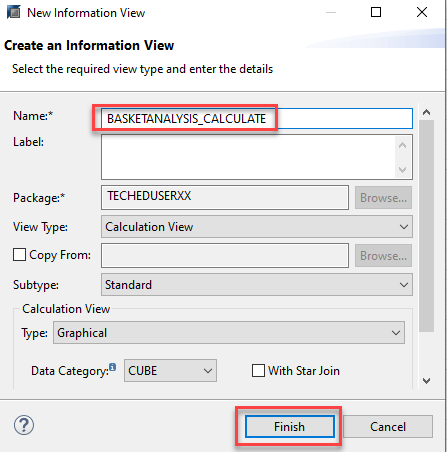 New Information View
Create an Information View
Select the required view type and enter the details
Name:* BASKETANALYSIS_CALCULATE
Label:
Package:* TECHEDUSERXX Browse...
View Type: Calculation View
Copy From: Browse...
Subtype: Standard
Calculation View
Type: Graphical
Data Category: CUBE With Star Join
Finish Cancel